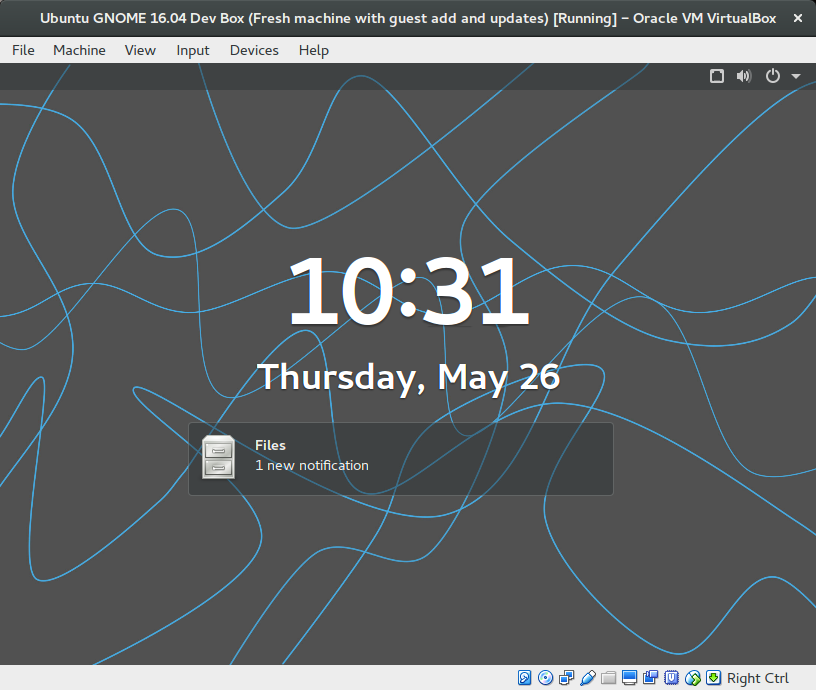 Ubuntu GNOME 16.04 Dev Box (Fresh machine with guest add and updates) [Running] – Oracle VM VirtualBox
File Machine View Input Devices Help
10:31
Thursday, May 26
Files
1 new notification
Right Ctrl